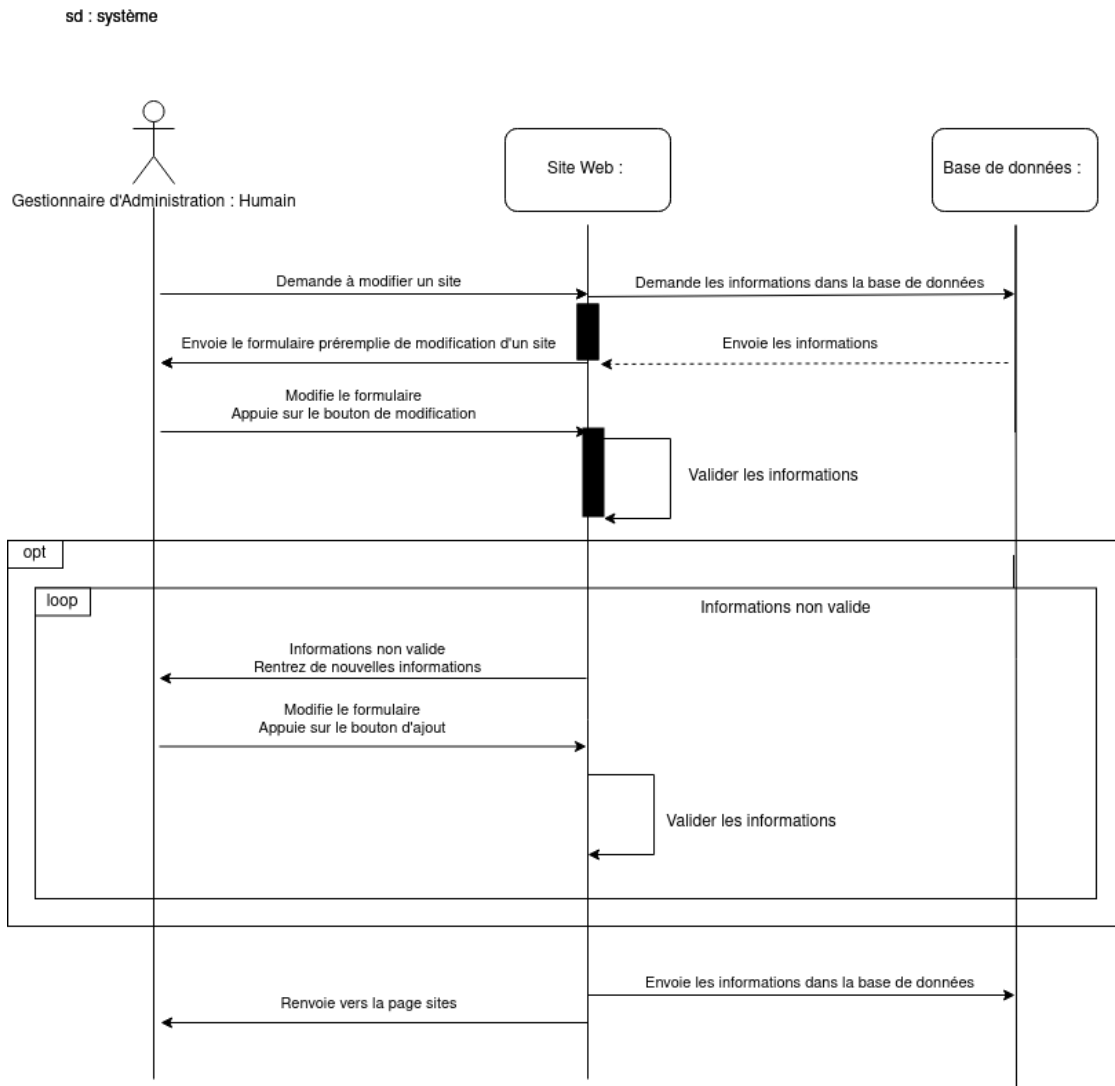 sd : système
Gestionnaire d'Administration : Humain
Site Web :
Base de données :
Demande à modifier un site
Demande les informations dans la base de données
Envoie le formulaire préremplie de modification d'un site
Envoie les informations
Modifie le formulaire
Appuie sur le bouton de modification
Valider les informations
opt
loop
Informations non valide
Informations non valide
Rentrez de nouvelles informations
Modifie le formulaire
Appuie sur le bouton d'ajout
Valider les informations
Envoie les informations dans la base de données
Renvoie vers la page sites